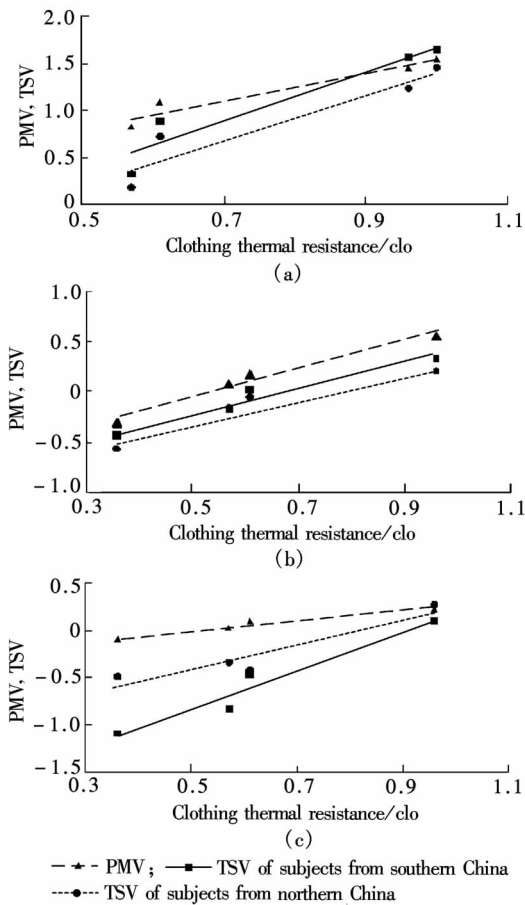 2.0
1.5
1.0
0.5
0
PMV, TSV
0.5 0.7 0.9 1.1
Clothing thermal resistance/clo
(a)
1.0
0.5
0
-0.5
-1.0
PMV, TSV
0.3 0.5 0.7 0.9 1.1
Clothing thermal resistance/clo
(b)
0.5
0
-0.5
-1.0
-1.5
PMV, TSV
0.3 0.5 0.7 0.9 1.1
Clothing thermal resistance/clo
(c)
PMV; TSV of subjects from southern China
TSV of subjects from northern China